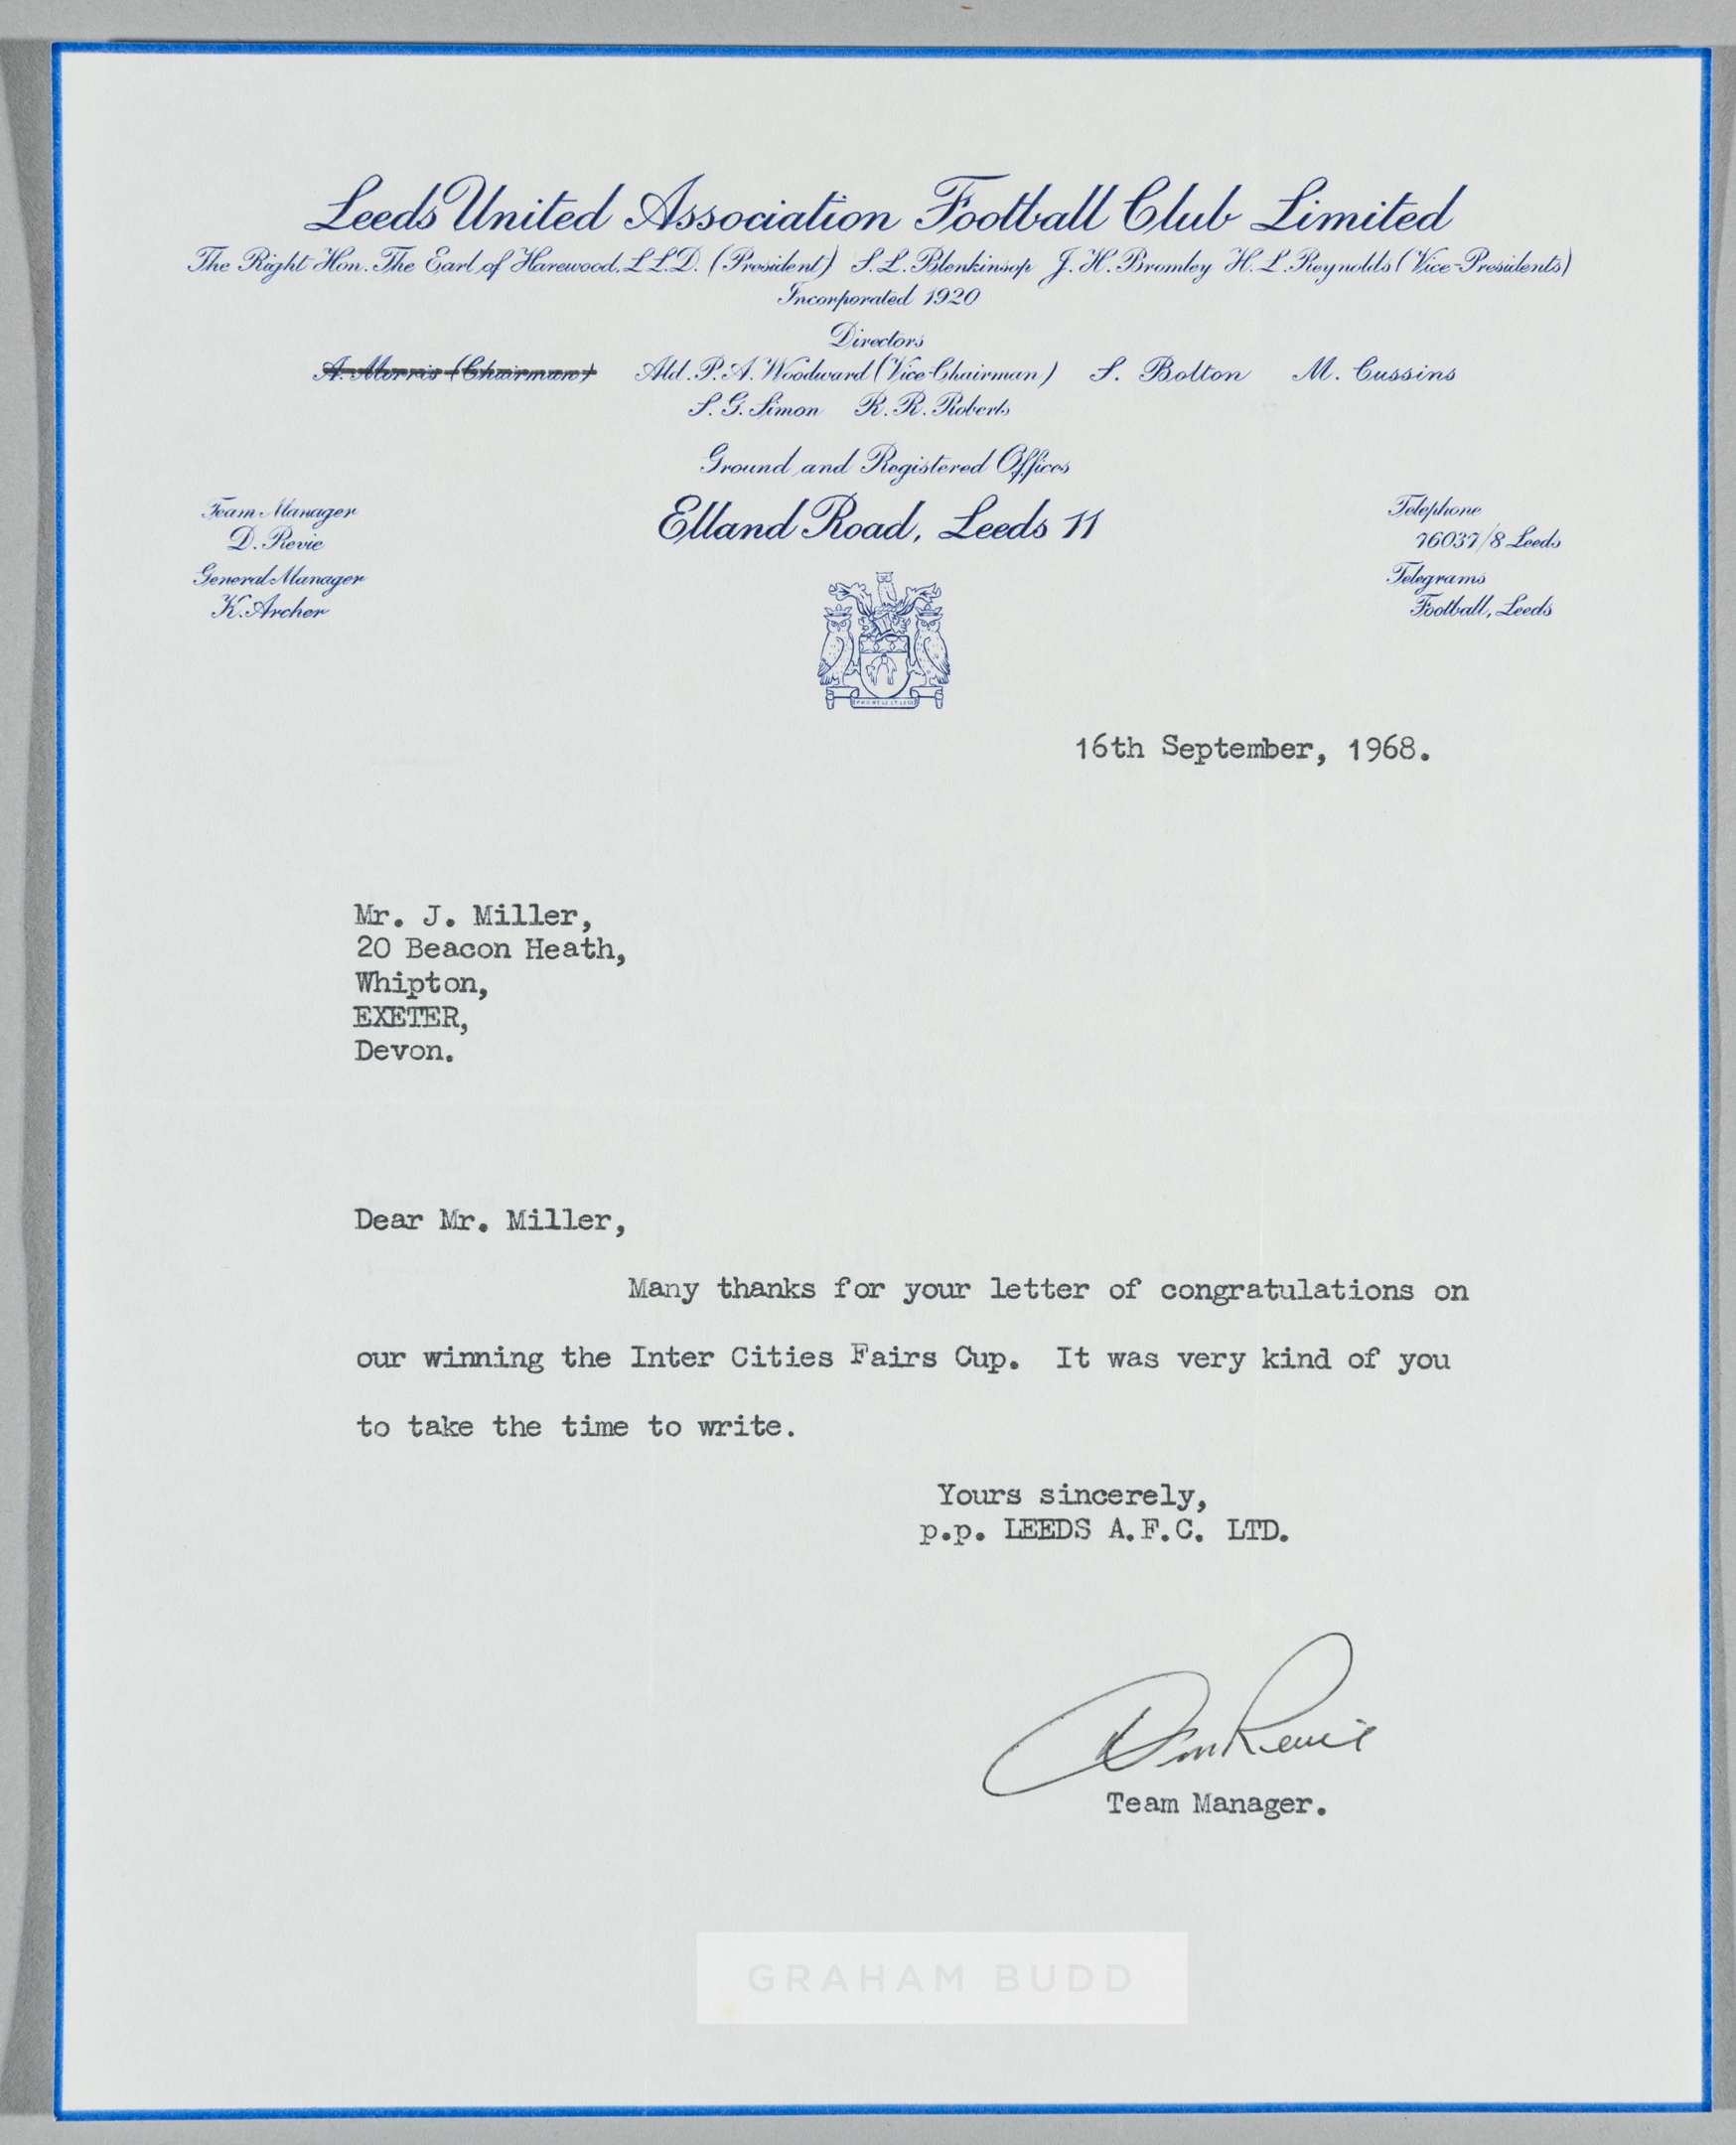 Leeds United Association Football Club Limited
The Right Hon. The Earl of Harewood, LL.D. (President) S. L. Blenkinsop J. H. Bromley H. L. Reynolds (Vice-Presidents)
Incorporated 1920
Directors
A. Morris (Chairman) Ald. P. A. Woodward (Vice-Chairman) S. Bolton M. Cussins
S. G. Simon R. R. Roberts
Ground and Registered Offices
Elland Road, Leeds 11
Team Manager
D. Revie
General Manager
K. Archer
Telephone
76037/8 Leeds
Telegrams
Football, Leeds
16th September, 1968.
Mr. J. Miller,
20 Beacon Heath,
Whipton,
EXETER,
Devon.
Dear Mr. Miller,
Many thanks for your letter of congratulations on
our winning the Inter Cities Fairs Cup. It was very kind of you
to take the time to write.
Yours sincerely,
p.p. LEEDS A.F.C. LTD.
Don Revie
Team Manager.
GRAHAM BUDD